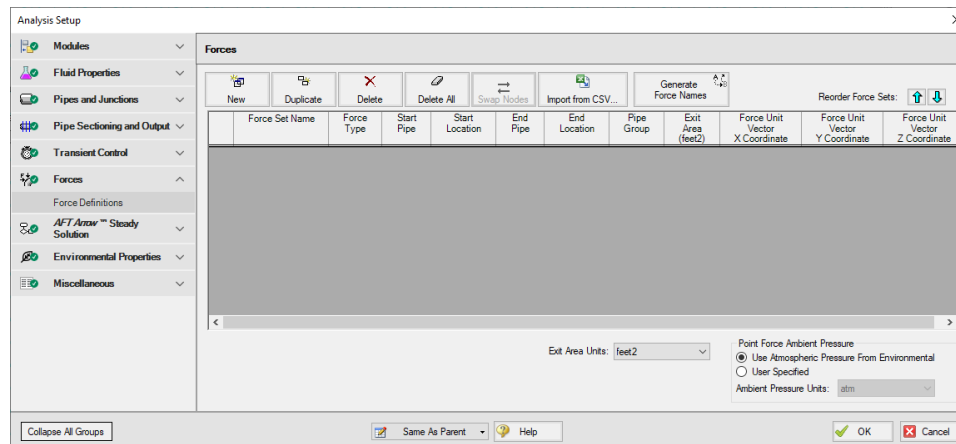 Analysis Setup
Modules
Fluid Properties
Pipes and Junctions
Pipe Sectioning and Output
Transient Control
Forces
Force Definitions
AFT Arrow ™ Steady
Solution
Environmental Properties
Miscellaneous
Forces
New
Duplicate
Delete
Delete All
Swap Nodes
Import from CSV...
Generate
Force Names
Reorder Force Sets:
Force Set Name
Force
Type
Start
Pipe
Start
Location
End
Pipe
End
Location
Pipe
Group
Exit
Area
(feet2)
Force Unit
Vector
X Coordinate
Force Unit
Vector
Y Coordinate
Force Unit
Vector
Z Coordinate
Exit Area Units: feet2
Point Force Ambient Pressure
Use Atmospheric Pressure From Environmental
User Specified
Ambient Pressure Units: atm
Collapse All Groups
Same As Parent
Help
OK
Cancel